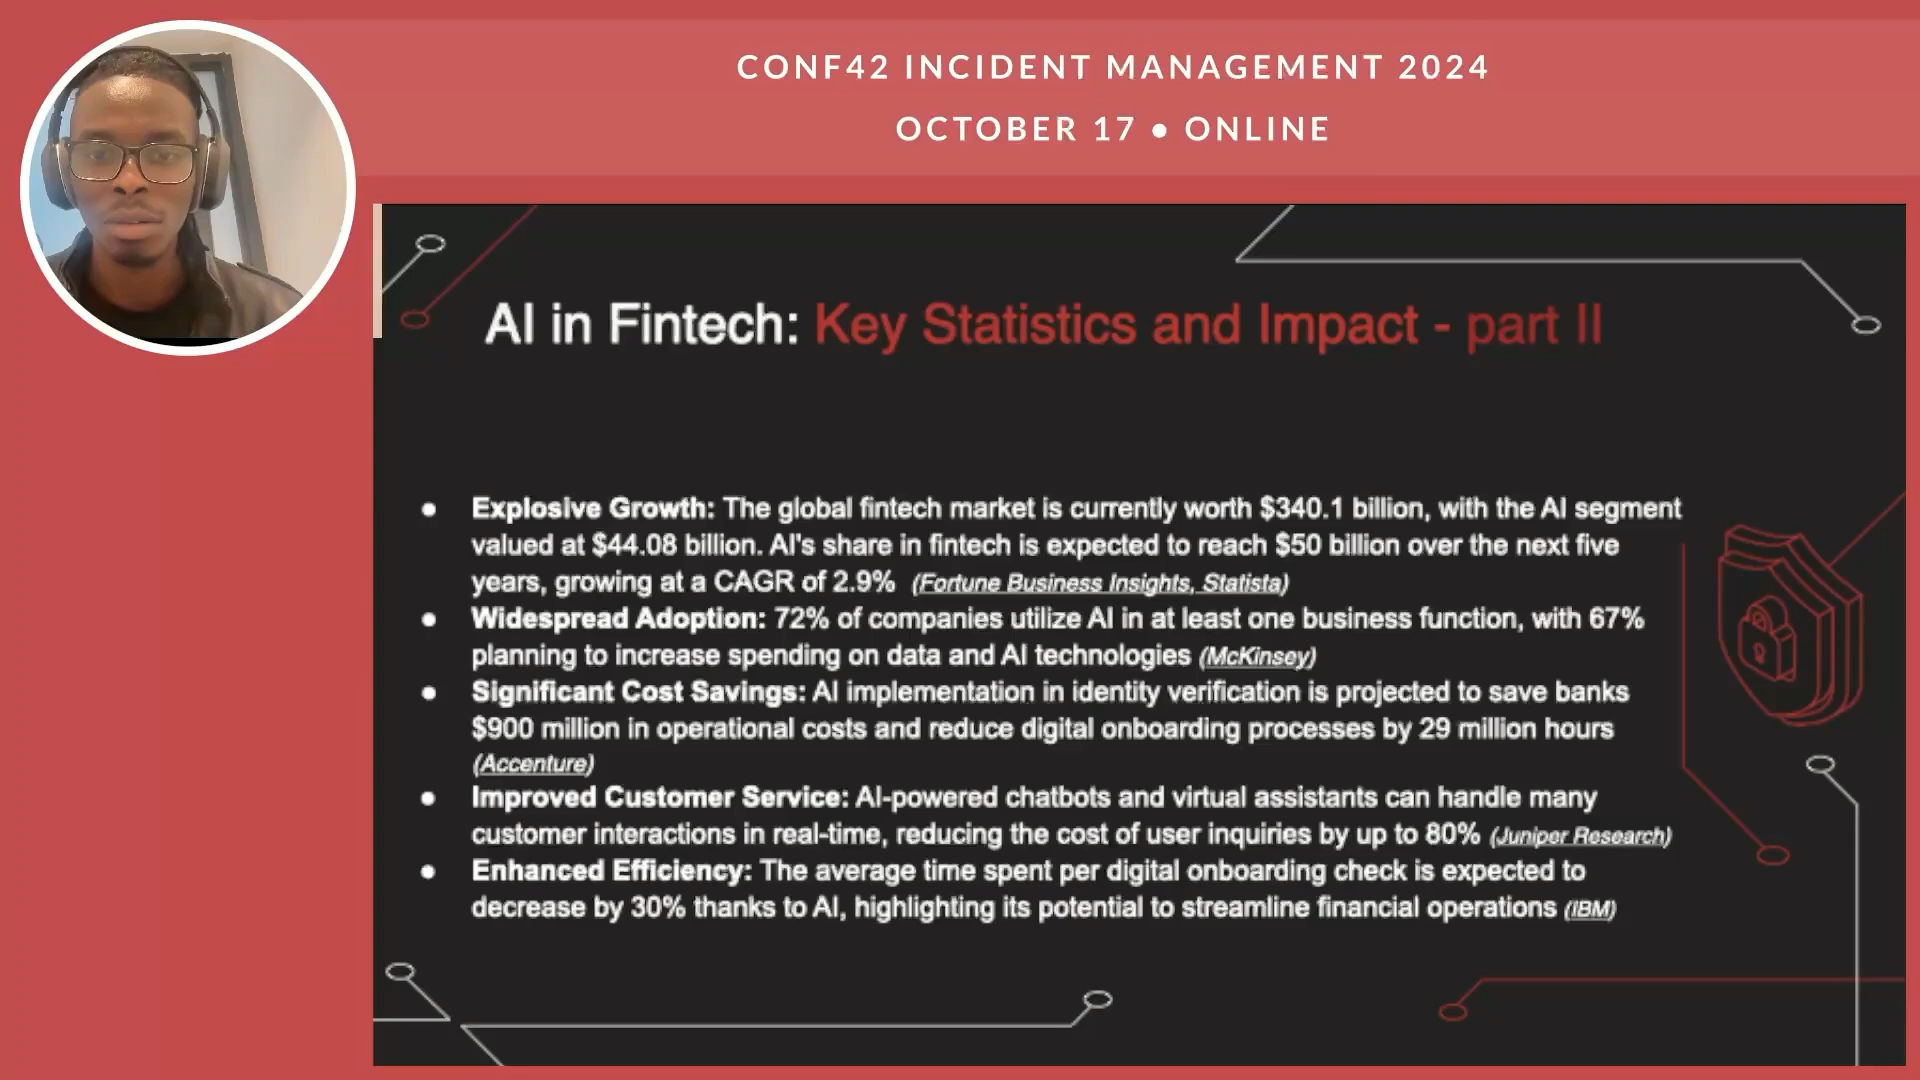 CONF42 INCIDENT MANAGEMENT 2024
OCTOBER 17 • ONLINE
AI in Fintech: Key Statistics and Impact - part II
● Explosive Growth: The global fintech market is currently worth $340.1 billion, with the AI segment
valued at $44.08 billion. AI's share in fintech is expected to reach $50 billion over the next five
years, growing at a CAGR of 2.9% (Fortune Business Insights, Statista)
● Widespread Adoption: 72% of companies utilize AI in at least one business function, with 67%
planning to increase spending on data and AI technologies (McKinsey)
● Significant Cost Savings: AI implementation in identity verification is projected to save banks
$900 million in operational costs and reduce digital onboarding processes by 29 million hours
(Accenture)
● Improved Customer Service: AI-powered chatbots and virtual assistants can handle many
customer interactions in real-time, reducing the cost of user inquiries by up to 80% (Juniper Research)
● Enhanced Efficiency: The average time spent per digital onboarding check is expected to
decrease by 30% thanks to AI, highlighting its potential to streamline financial operations (IBM)